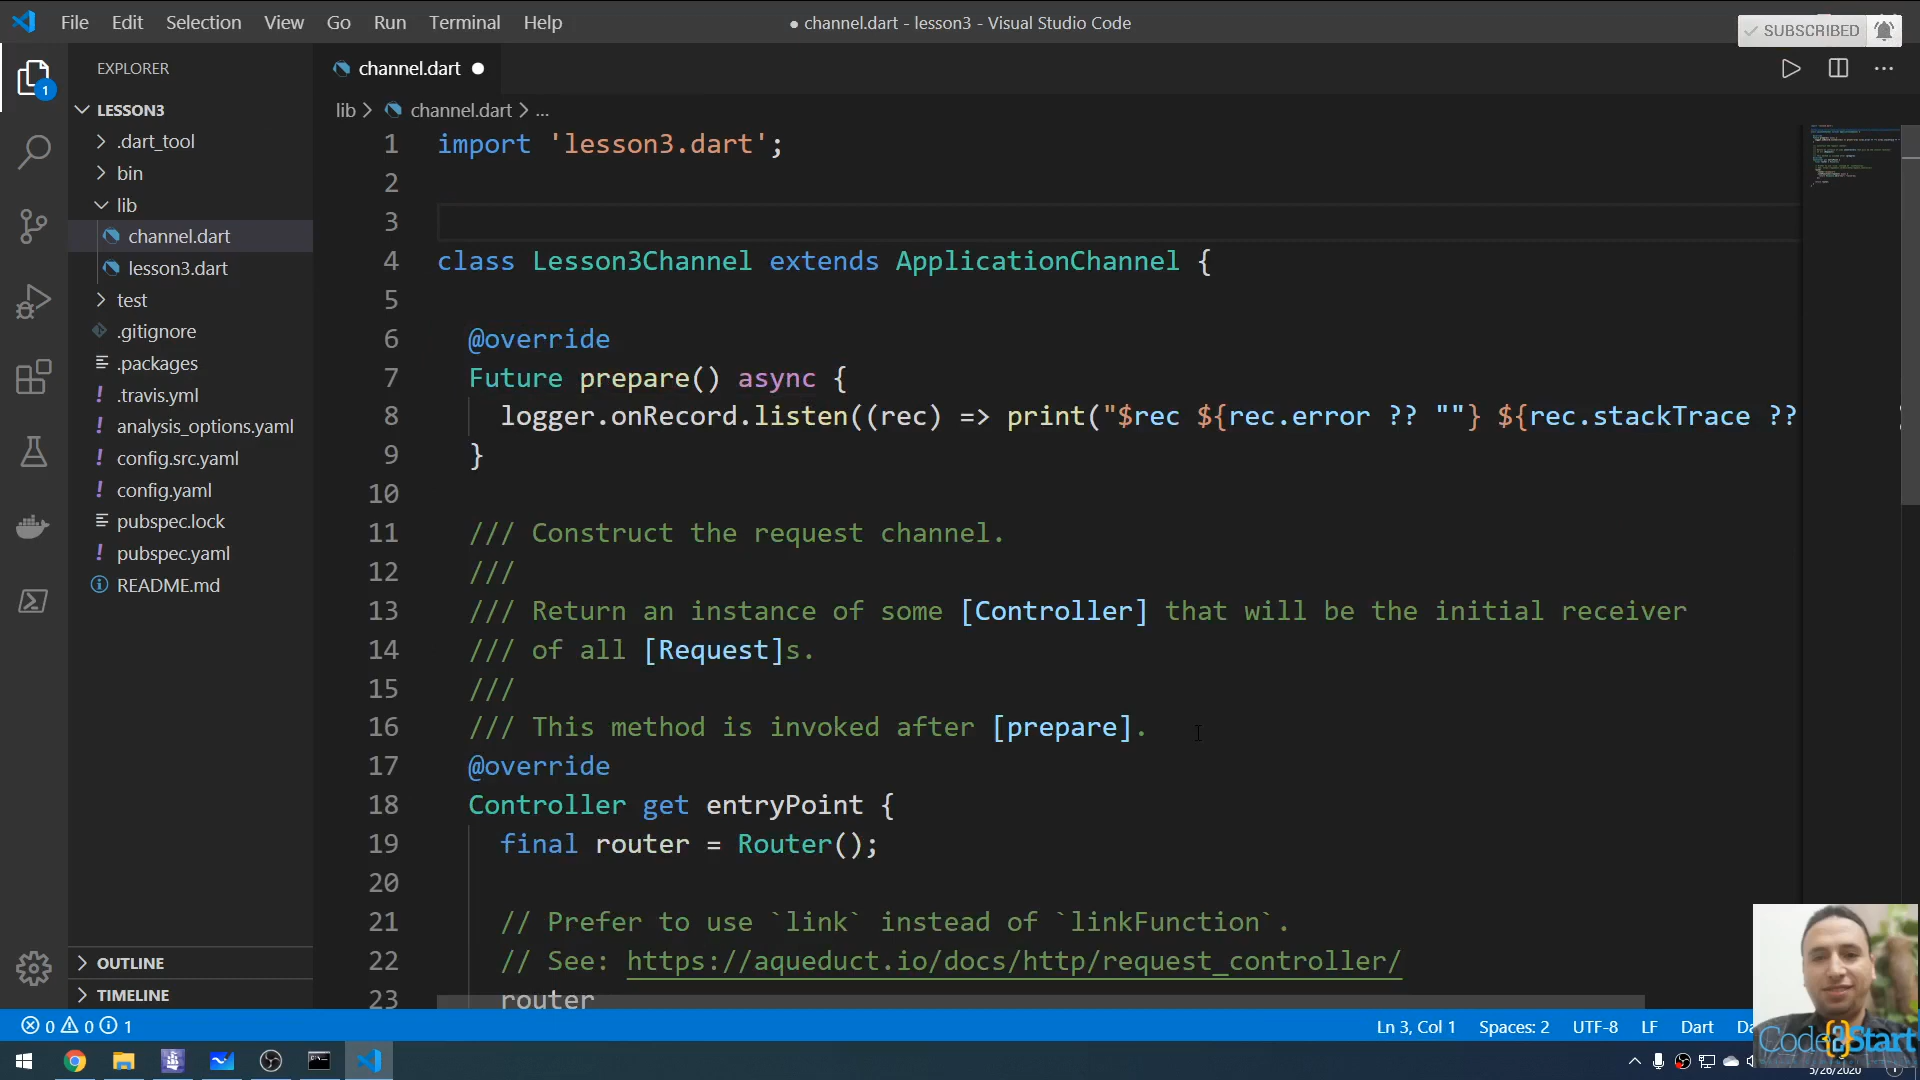 File Edit Selection View Go Run Terminal Help
● channel.dart - lesson3 - Visual Studio Code
SUBSCRIBED
EXPLORER
1
LESSON3
.dart_tool
bin
lib
channel.dart
lesson3.dart
test
.gitignore
.packages
.travis.yml
analysis_options.yaml
config.src.yaml
config.yaml
pubspec.lock
pubspec.yaml
README.md
OUTLINE
TIMELINE
channel.dart
lib > channel.dart > ...
1 import 'lesson3.dart';
2
3
4 class Lesson3Channel extends ApplicationChannel {
5
6 @override
7 Future prepare() async {
8 logger.onRecord.listen((rec) => print("$rec ${rec.error ?? ""} ${rec.stackTrace ??
9 }
10
11 /// Construct the request channel.
12 ///
13 /// Return an instance of some [Controller] that will be the initial receiver
14 /// of all [Request]s.
15 ///
16 /// This method is invoked after [prepare].
17 @override
18 Controller get entryPoint {
19 final router = Router();
20
21 // Prefer to use `link` instead of `linkFunction`.
22 // See: https://aqueduct.io/docs/http/request_controller/
23 router
0 0 1
Ln 3, Col 1 Spaces: 2 UTF-8 LF Dart
Code2Start
5/26/2020